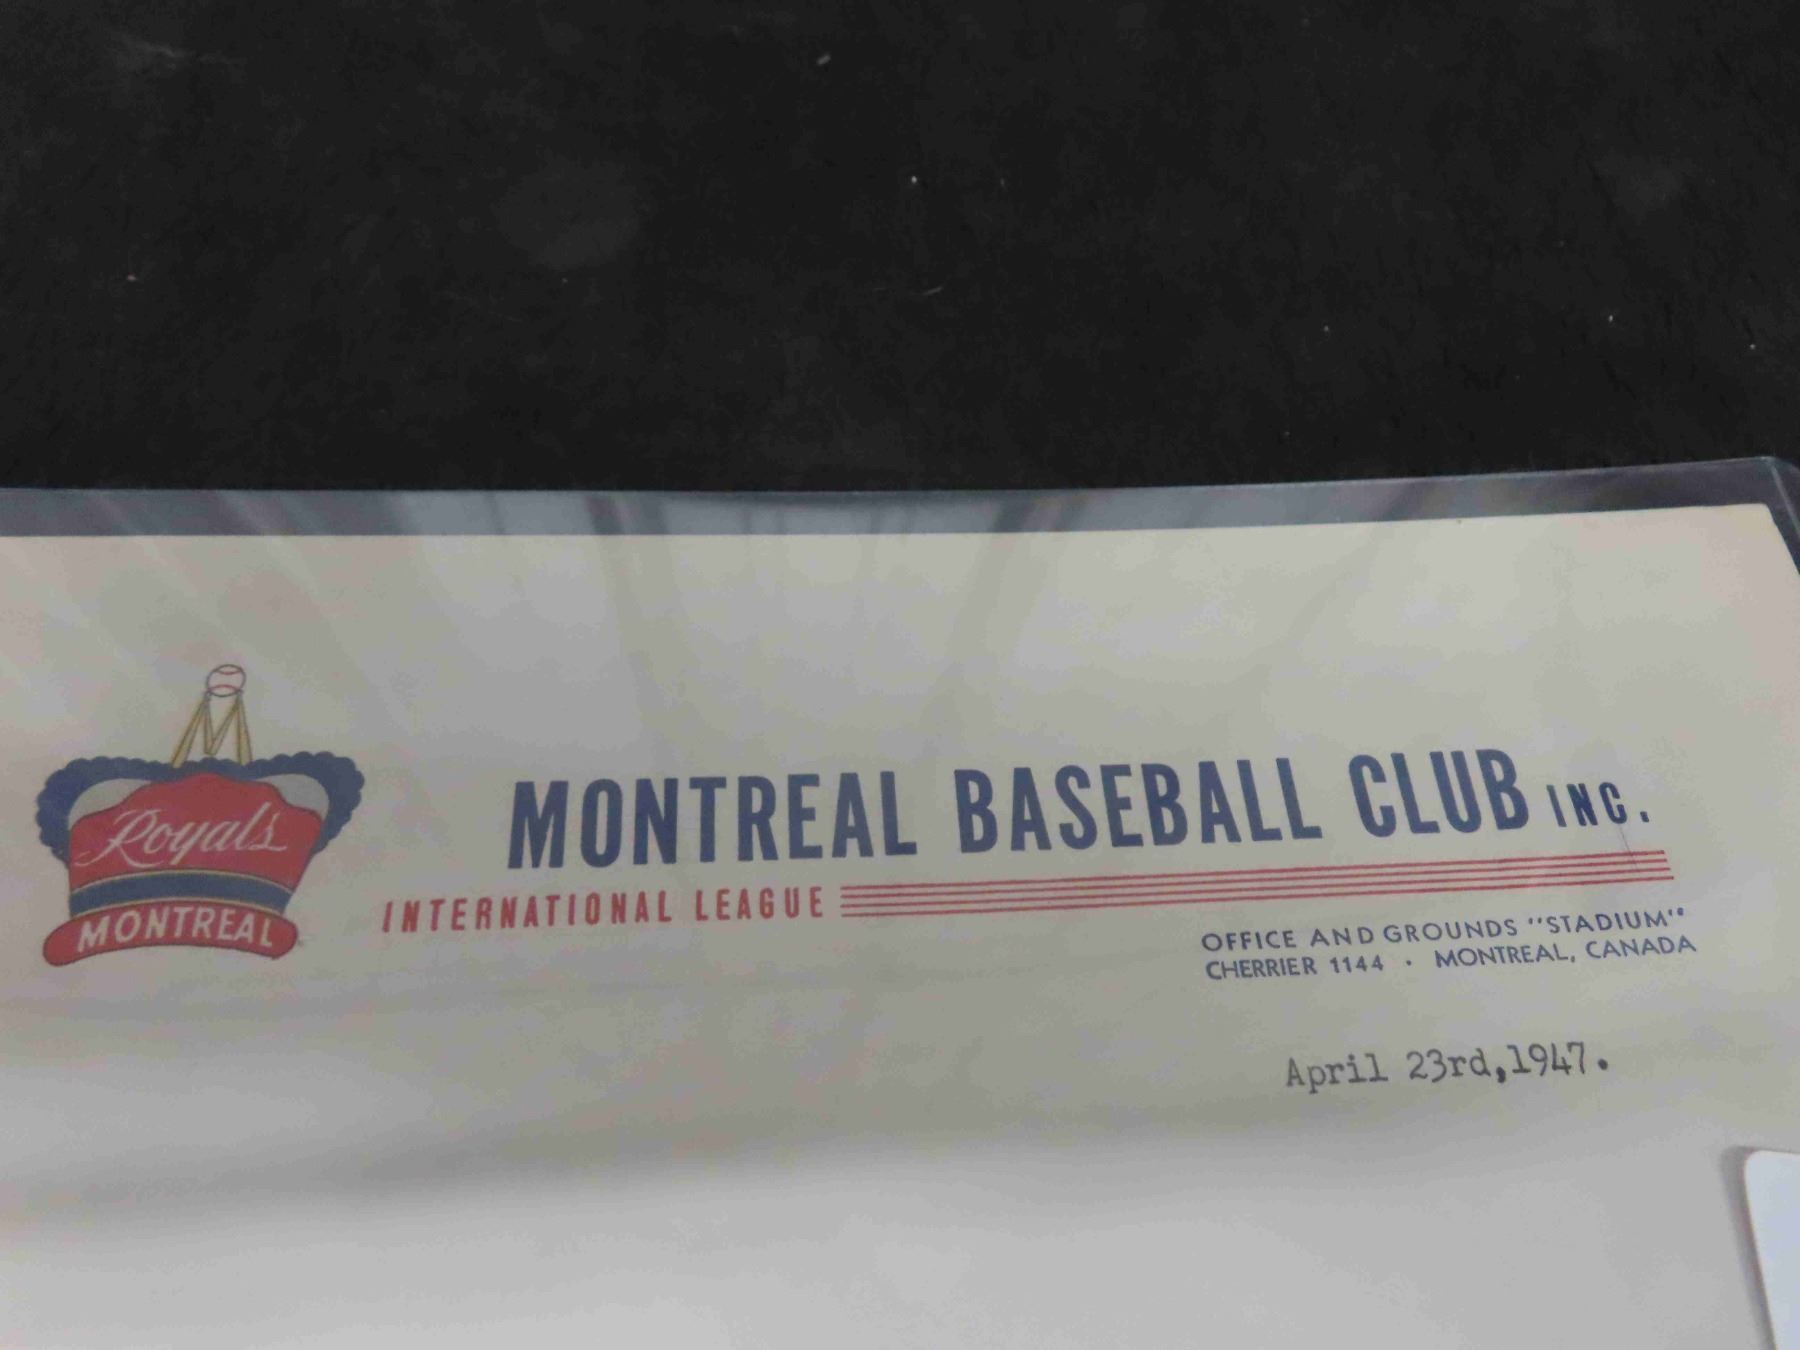 Royals
MONTREAL
MONTREAL BASEBALL CLUB INC.
INTERNATIONAL LEAGUE
OFFICE AND GROUNDS "STADIUM"
CHERRIER 1144 · MONTREAL, CANADA
April 23rd,1947.